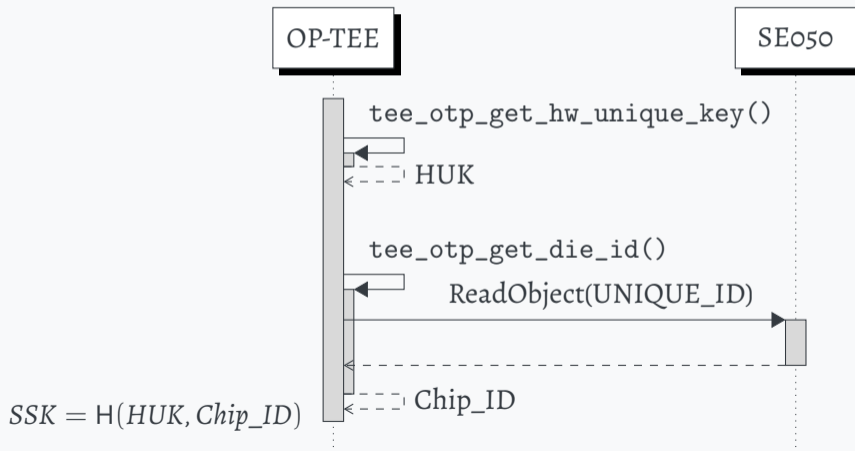 OP-TEE
SE050
tee_otp_get_hw_unique_key()
HUK
tee_otp_get_die_id()
ReadObject(UNIQUE_ID)
Chip_ID
SSK = H(HUK, Chip_ID)